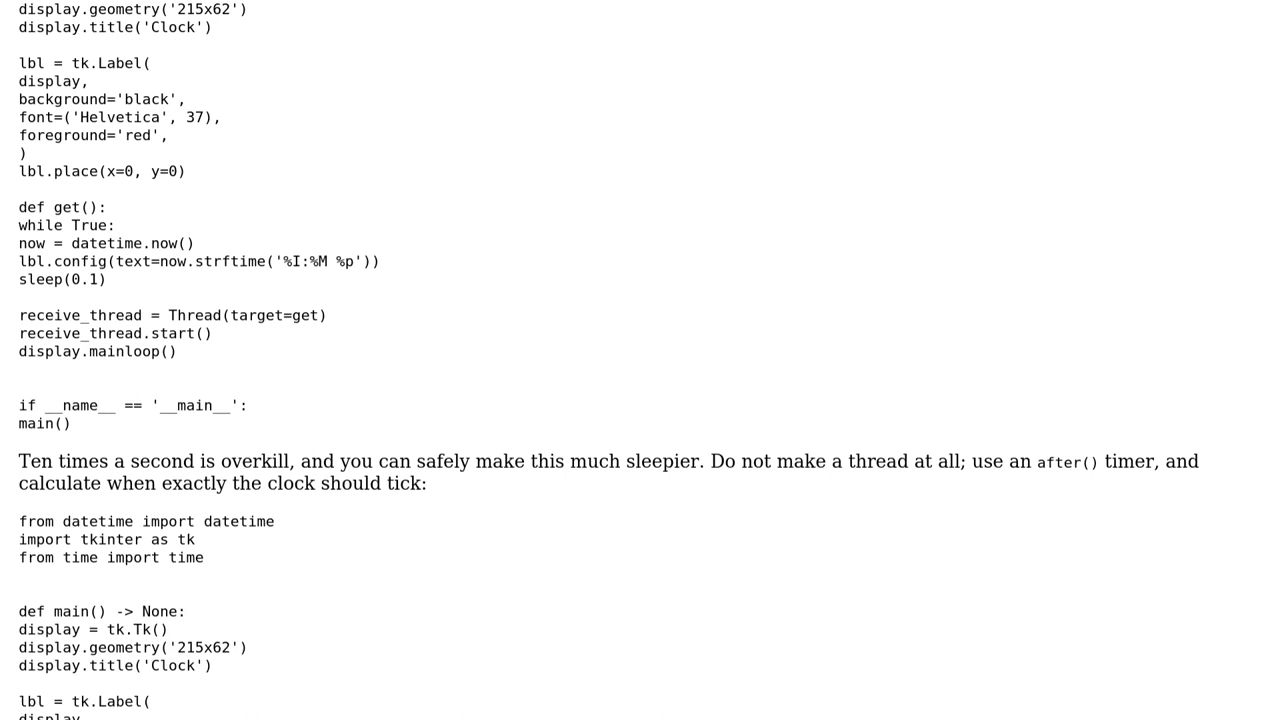 display.geometry('215x62')
display.title('Clock')

lbl = tk.Label(
display,
background='black',
font=('Helvetica', 37),
foreground='red',
)
lbl.place(x=0, y=0)

def get():
while True:
now = datetime.now()
lbl.config(text=now.strftime('%I:%M %p'))
sleep(0.1)

receive_thread = Thread(target=get)
receive_thread.start()
display.mainloop()


if __name__ == '__main__':
main()

Ten times a second is overkill, and you can safely make this much sleepier. Do not make a thread at all; use an after() timer, and
calculate when exactly the clock should tick:

from datetime import datetime
import tkinter as tk
from time import time


def main() -> None:
display = tk.Tk()
display.geometry('215x62')
display.title('Clock')

lbl = tk.Label(
display,